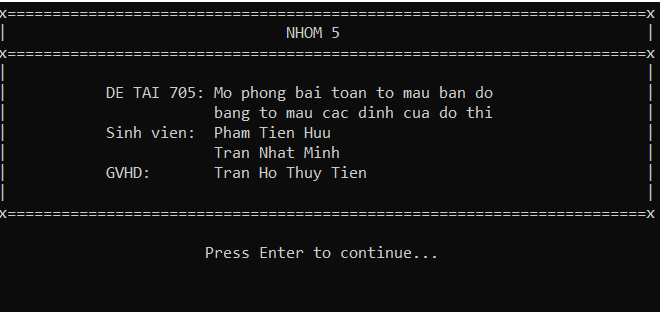 x=======================================================================x
|                               NHOM 5                                  |
x=======================================================================x
|                                                                       |
|           DE TAI 705: Mo phong bai toan to mau ban do                 |
|                       bang to mau cac dinh cua do thi                 |
|           Sinh vien:  Pham Tien Huu                                   |
|                       Tran Nhat Minh                                  |
|           GVHD:       Tran Ho Thuy Tien                               |
|                                                                       |
x=======================================================================x
Press Enter to continue...